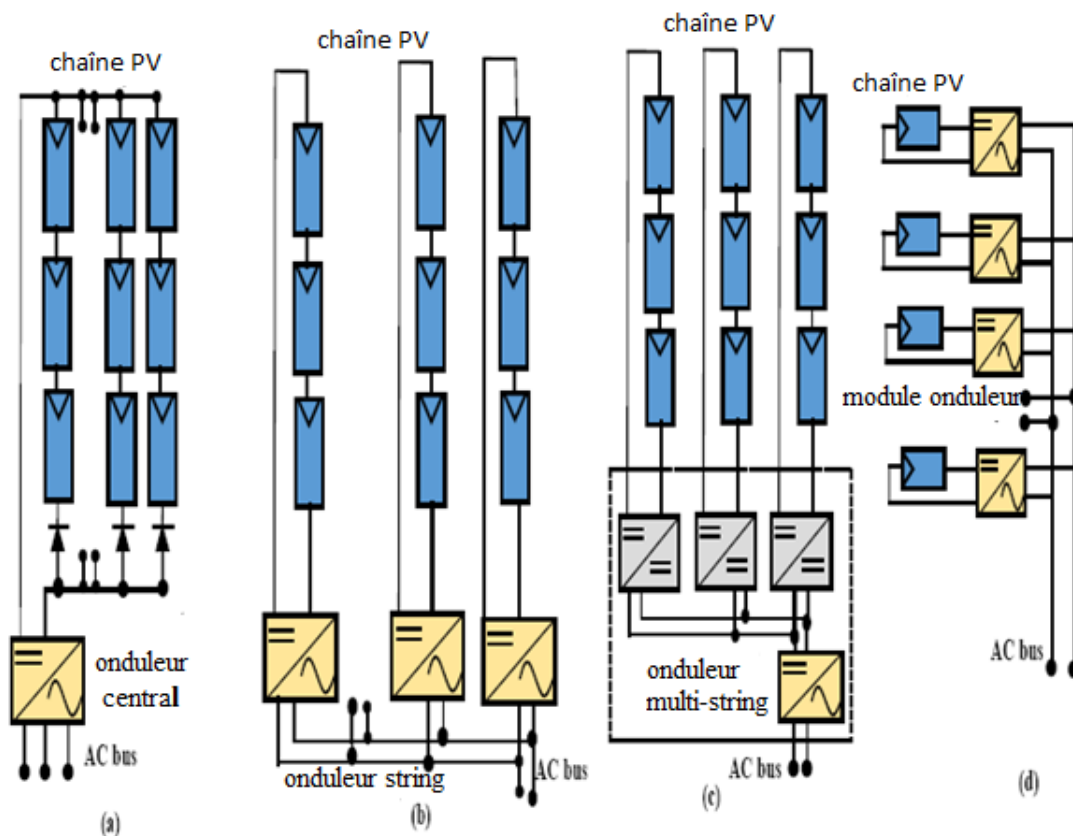 chaîne PV
onduleur
central
AC bus
(a)
chaîne PV
onduleur string
AC bus
(b)
chaîne PV
onduleur
multi-string
AC bus
(c)
chaîne PV
module onduleur
AC bus
(d)